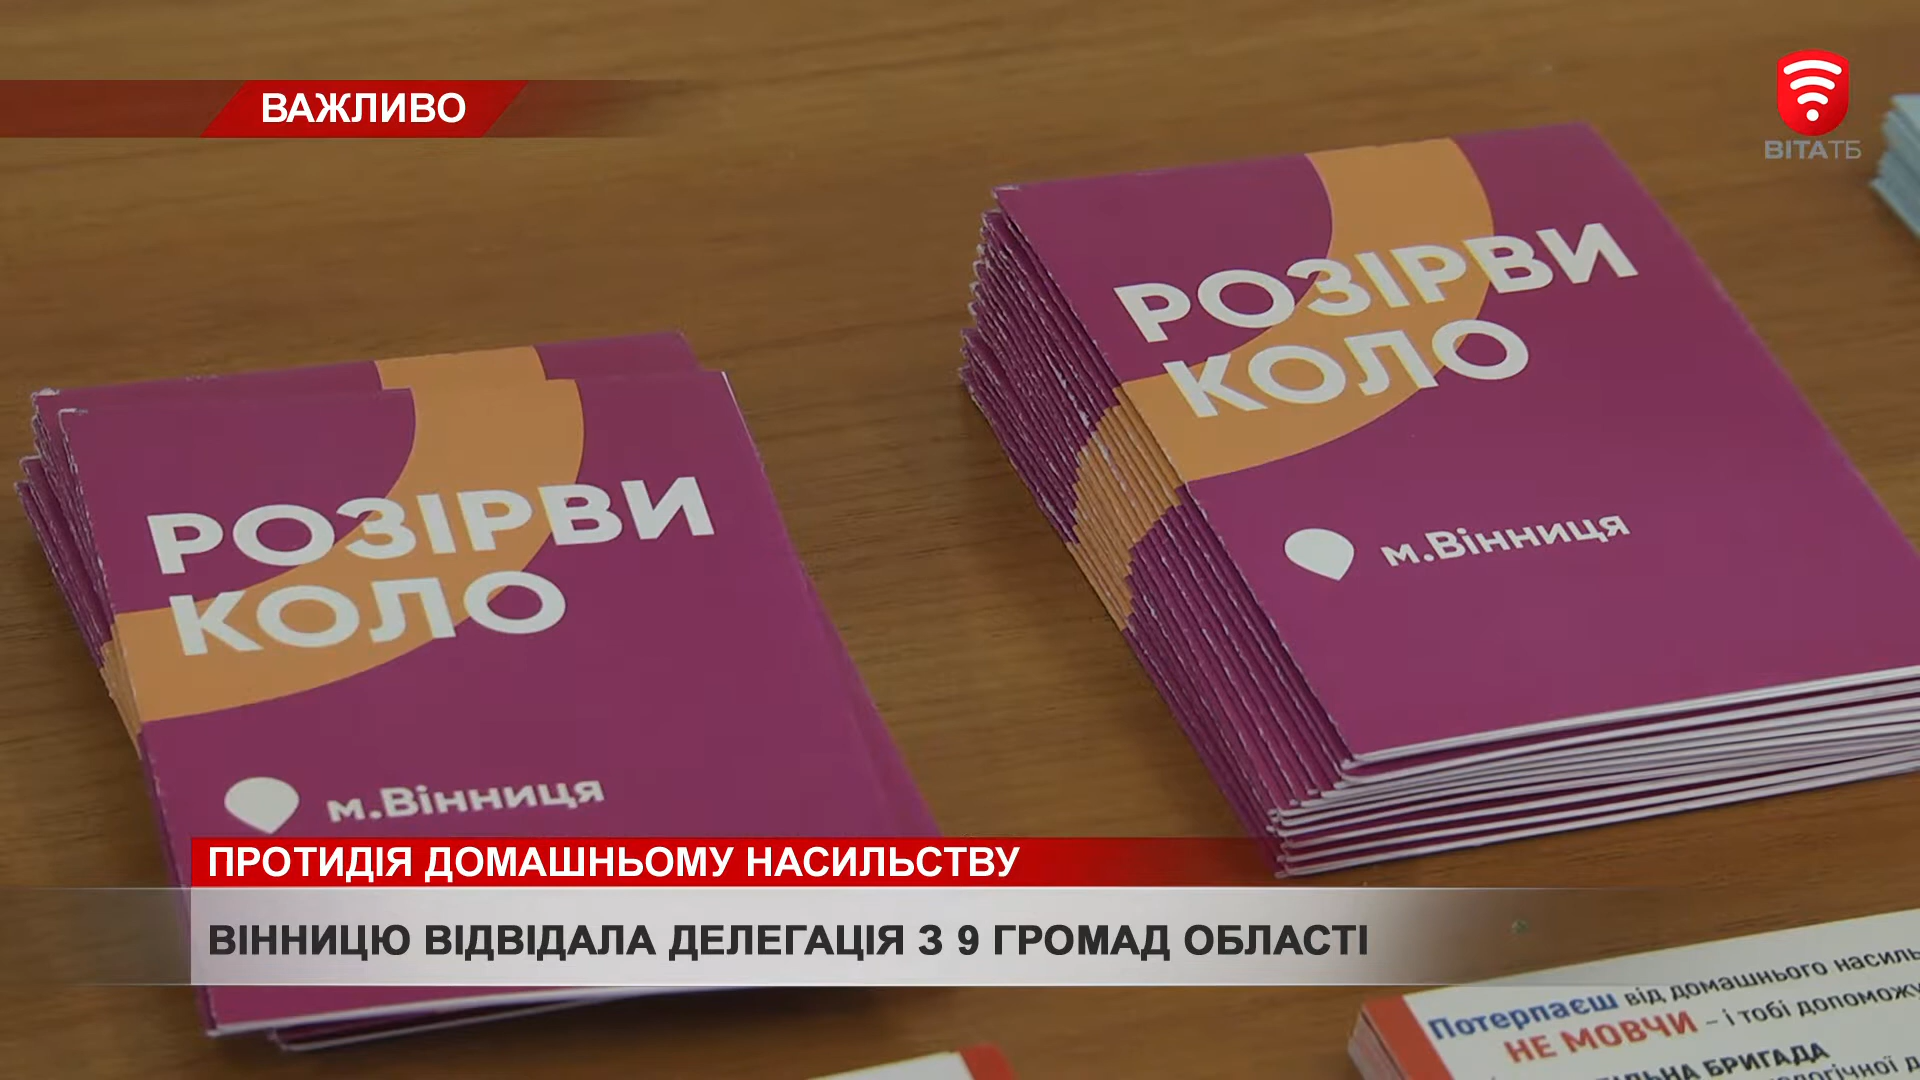 ВАЖЛИВО
ВІТАТБ
РОЗІРВИ
КОЛО
м.Вінниця
РОЗІРВИ
КОЛО
м.Вінниця
ПРОТИДІЯ ДОМАШНЬОМУ НАСИЛЬСТВУ
ВІННИЦЮ ВІДВІДАЛА ДЕЛЕГАЦІЯ З 9 ГРОМАД ОБЛАСТІ
Потерпаєш від домашнього
НЕ МОВЧИ – і тобі
БРИГАДА